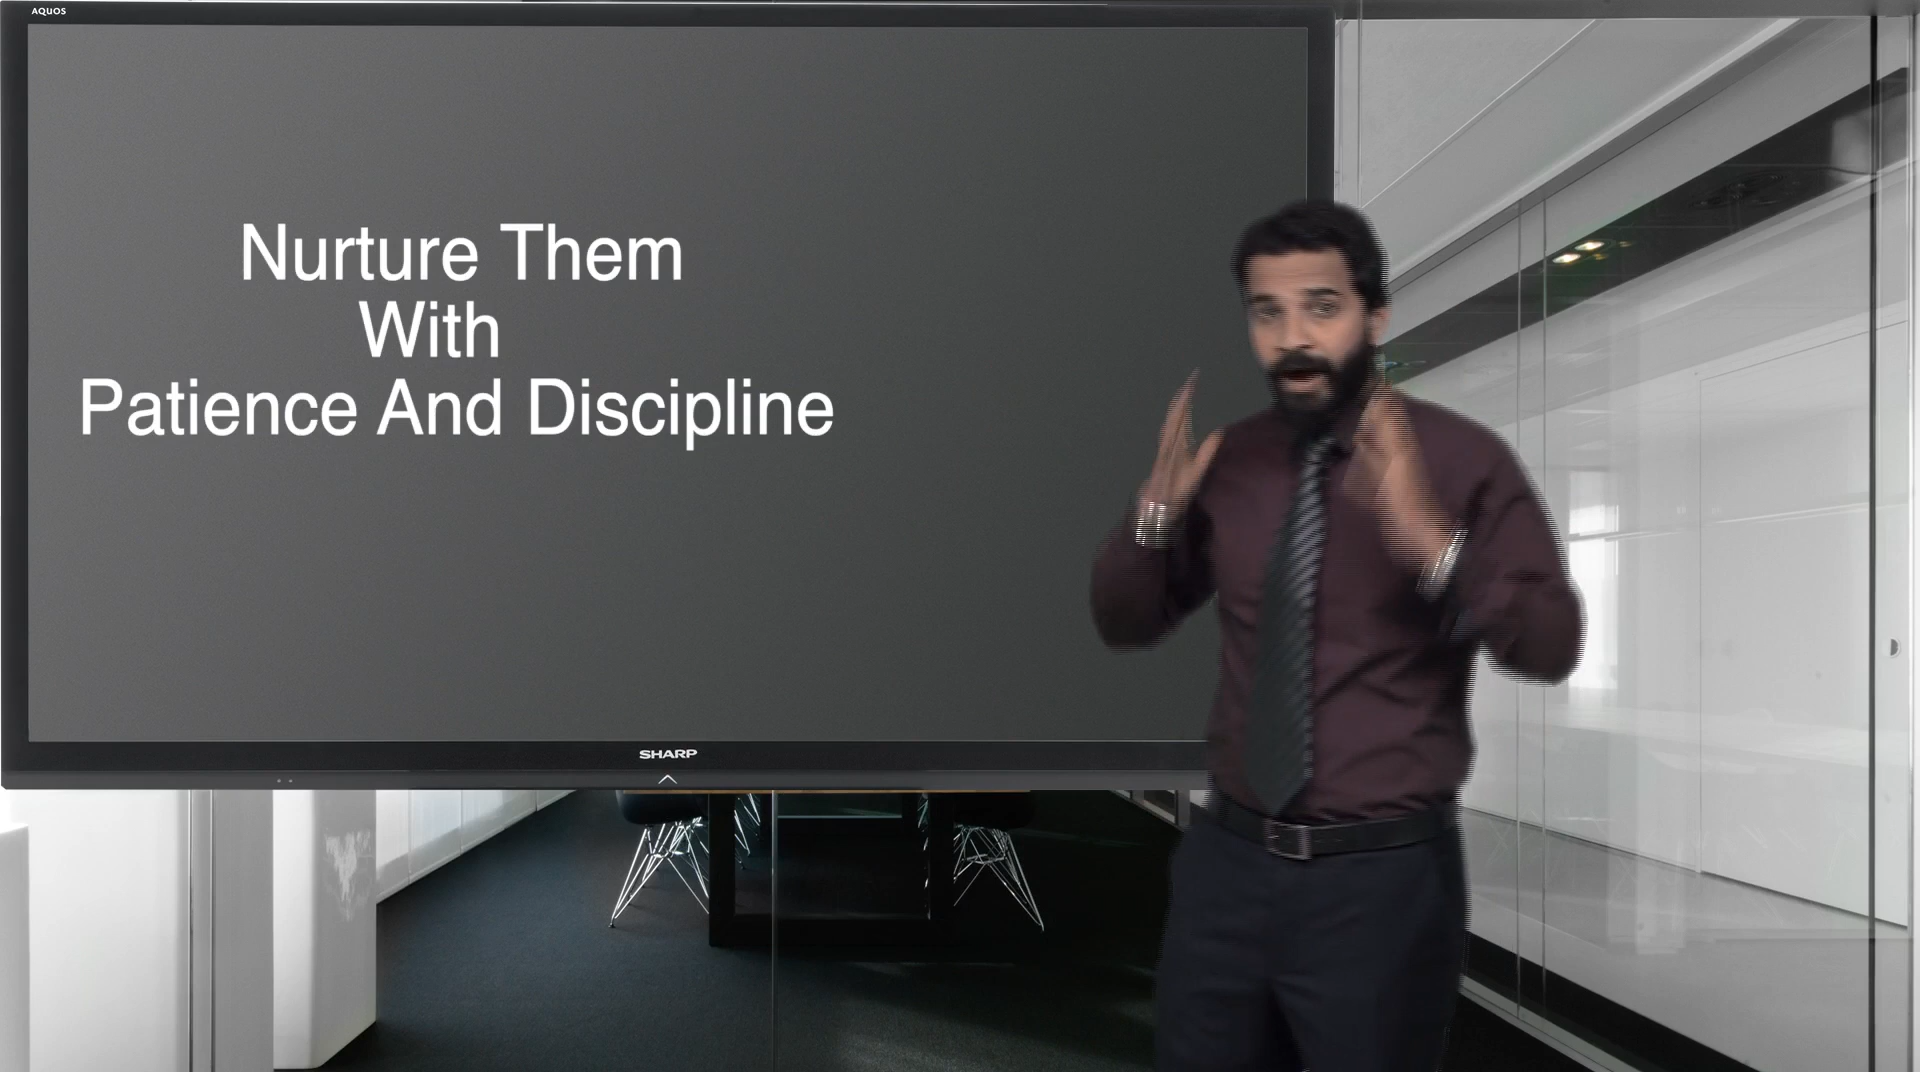 AQUOS
Nurture Them
With
Patience And Discipline
SHARP